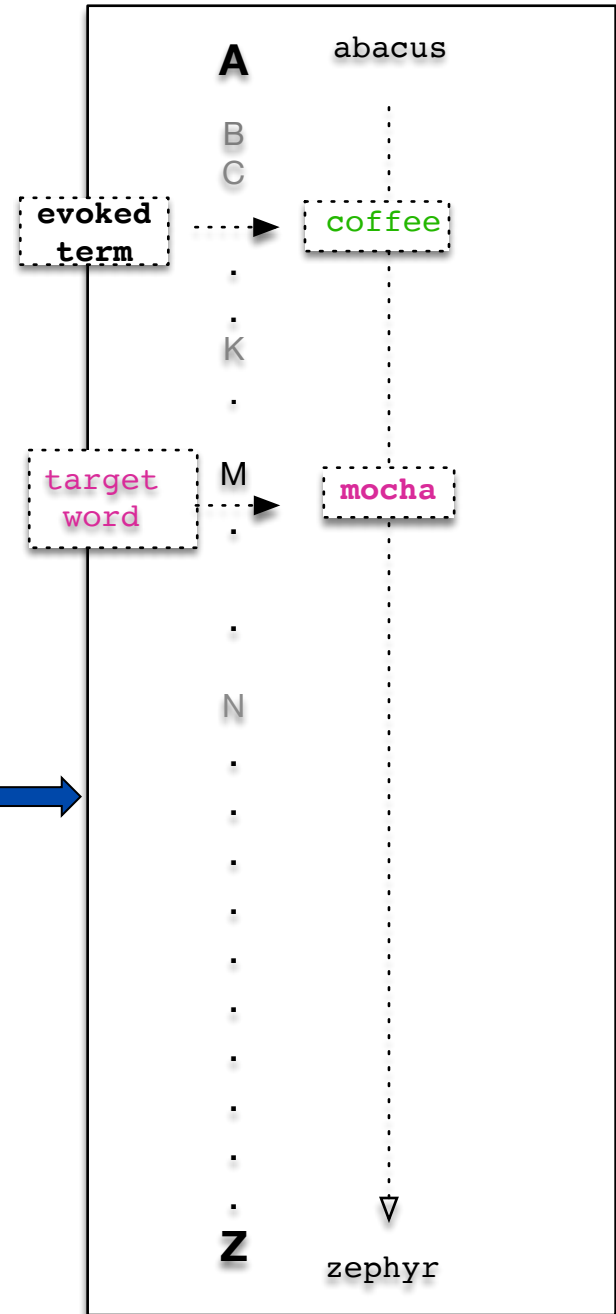 A abacus
B
C
evoked
term
coffee
.
.
K
.
target
word
M
mocha
.
.
N
.
.
.
.
.
.
.
.
.
.
Z zephyr